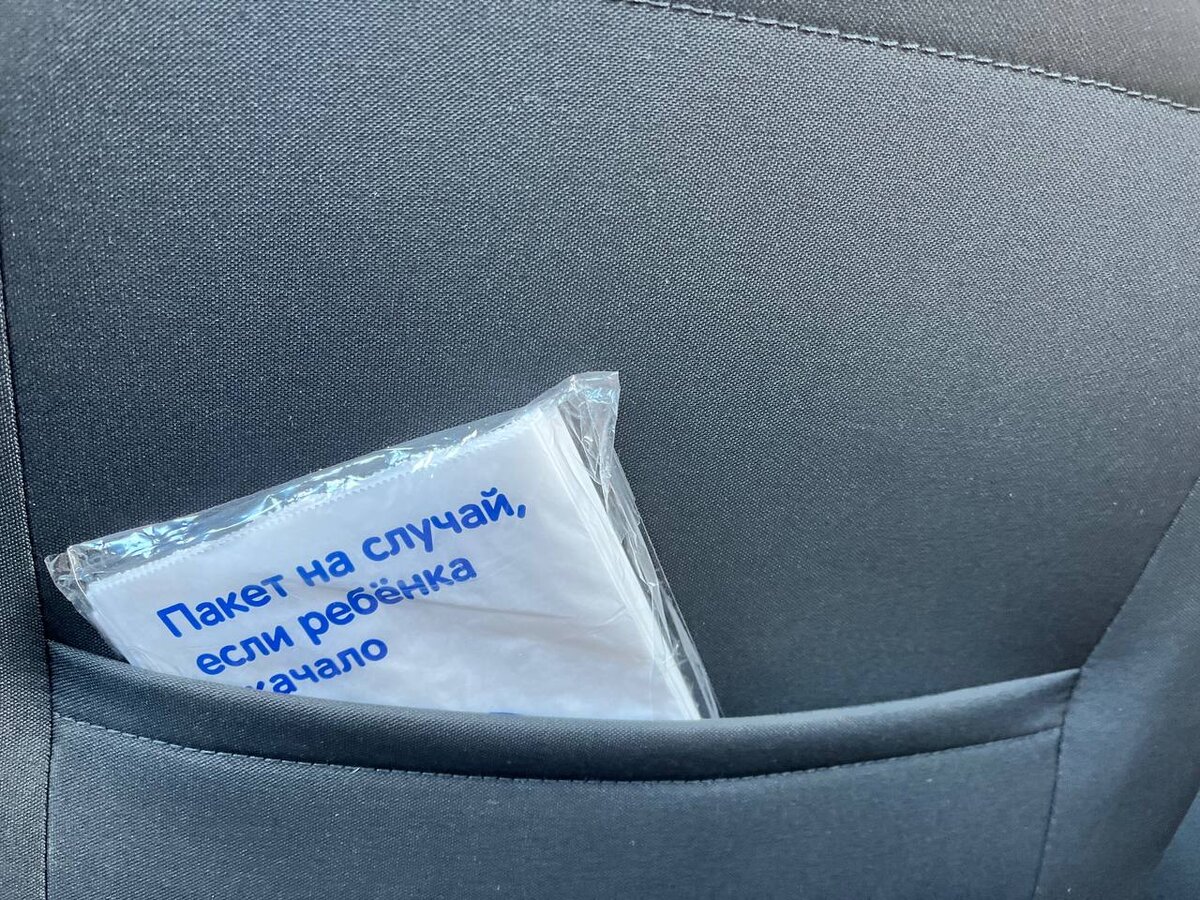 Пакет на случай,
если ребёнка
качало